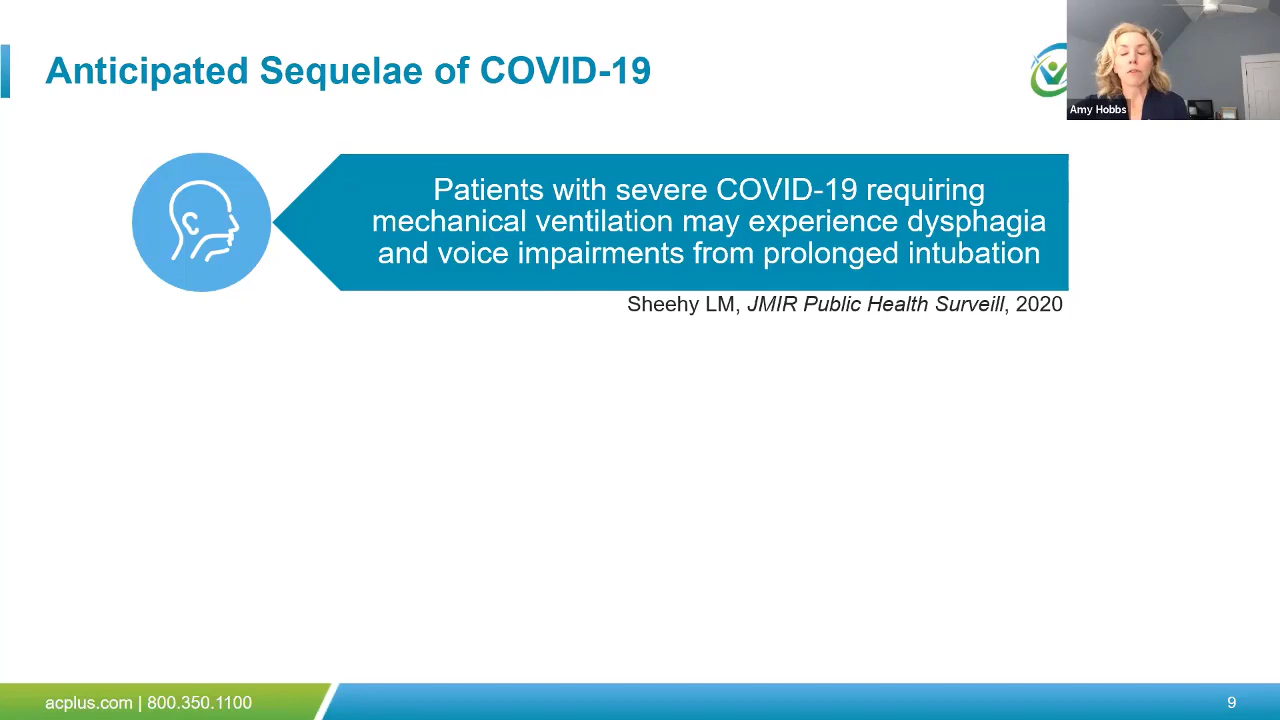 Anticipated Sequelae of COVID-19
Amy Hobbs
Patients with severe COVID-19 requiring
mechanical ventilation may experience dysphagia
and voice impairments from prolonged intubation
Sheehy LM, JMIR Public Health Surveill, 2020
acplus.com | 800.350.1100
9